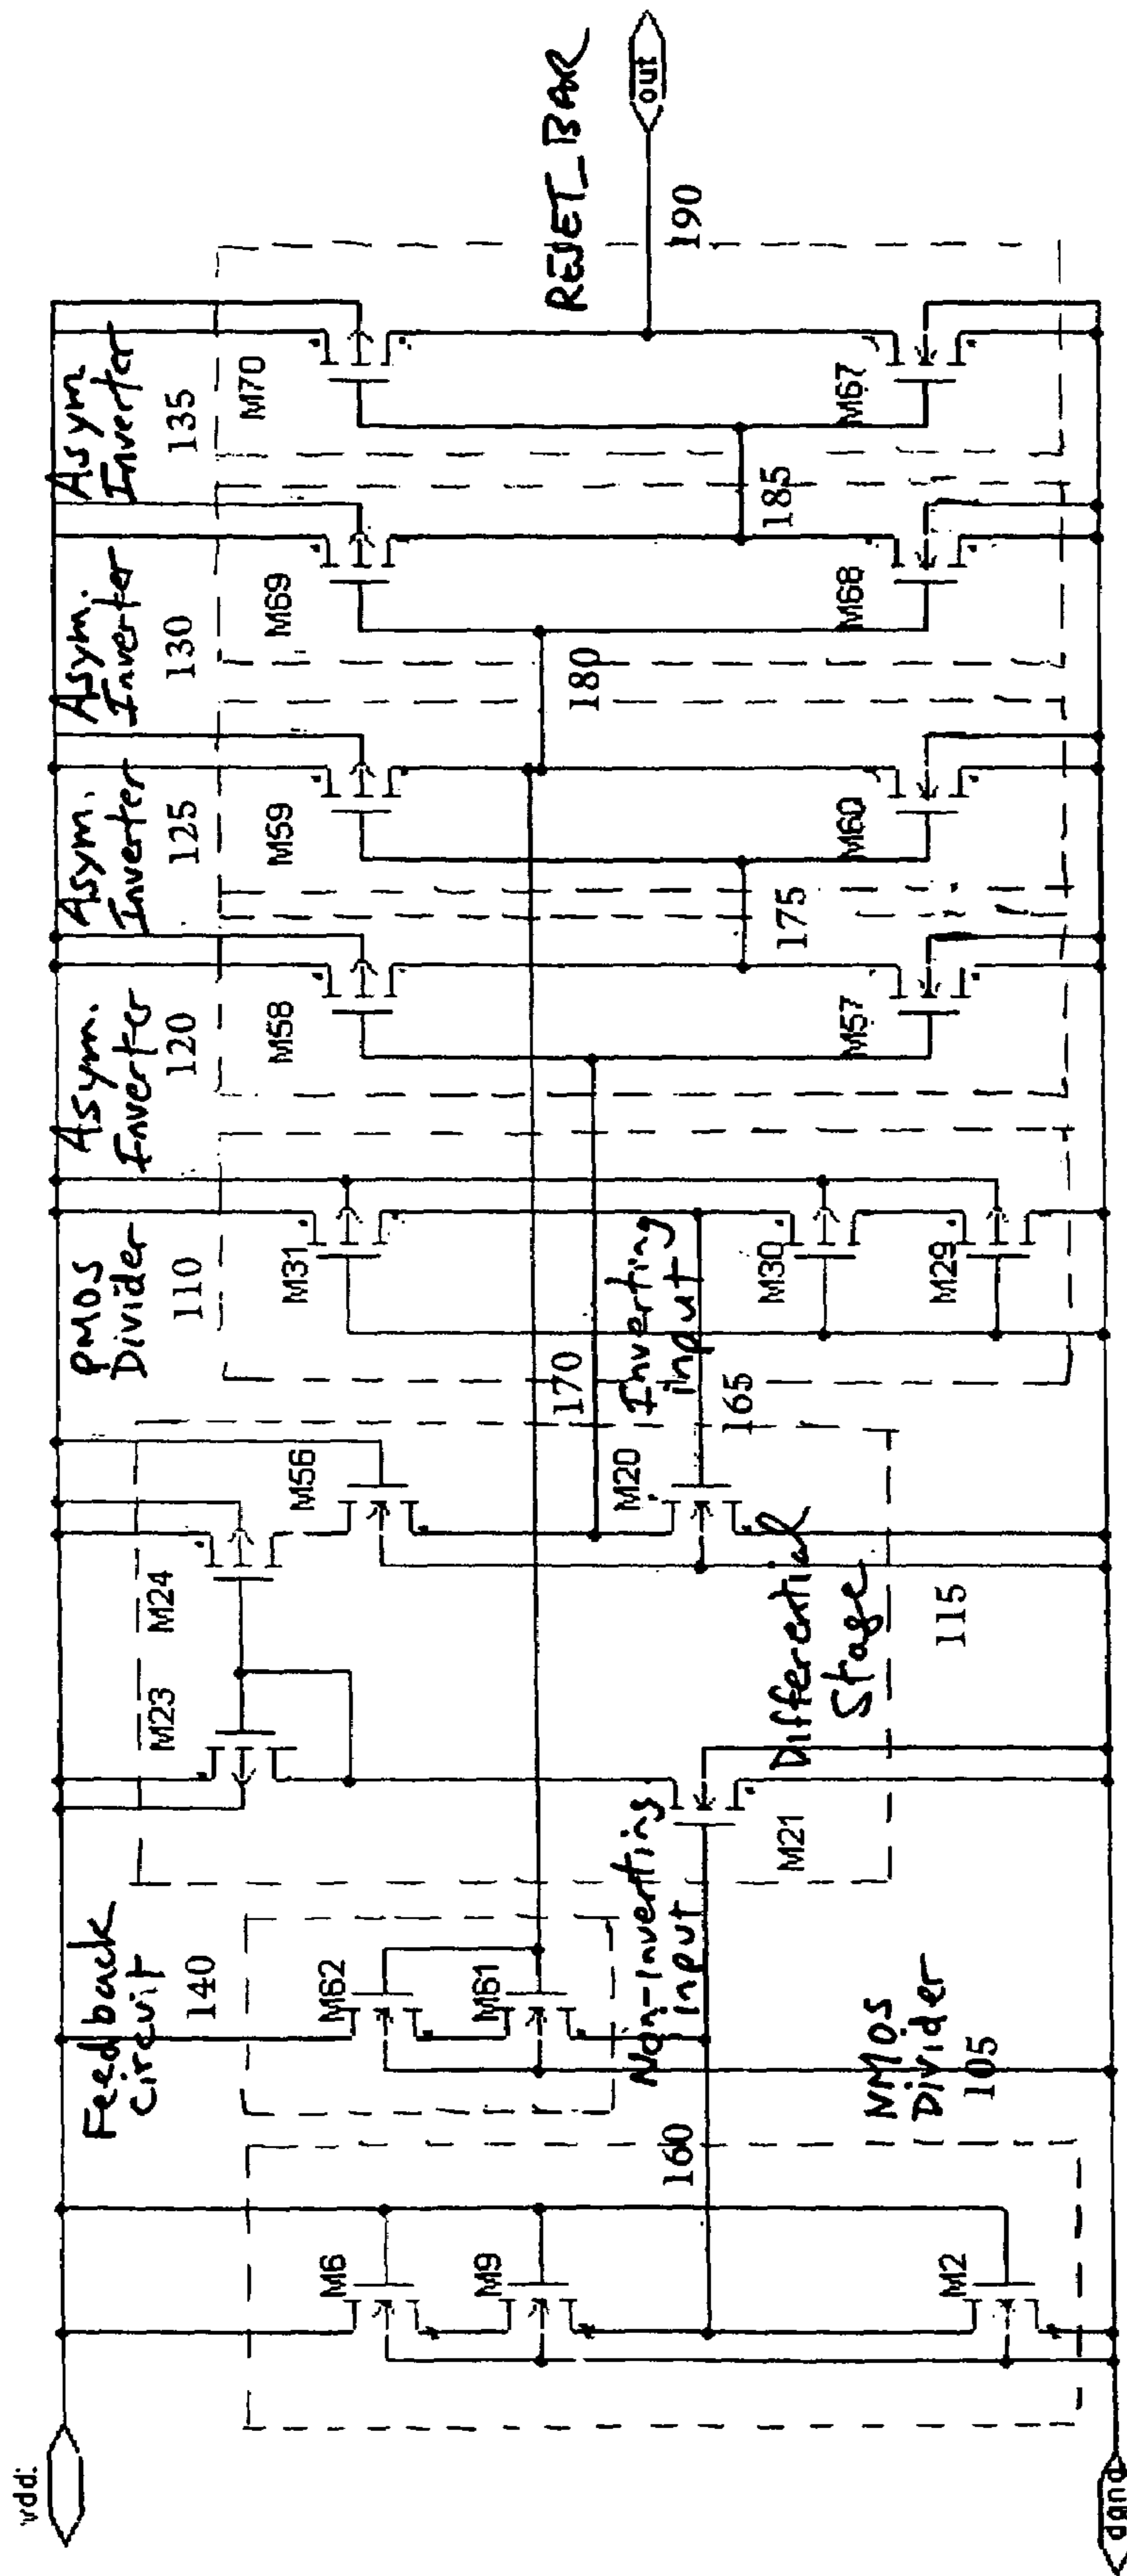 vdd:
dgnd
M6
M9
M2
NMOS
Divider
105
160
Feedback
circuit
140
M62
M61
Non-inverting
input
M23
M24
M56
M21
M20
Differential
Stage
115
Inverting
input
165
170
PMOS
Divider
110
M31
M30
M29
Asym.
Inverter
120
M58
M57
175
Asym.
Inverter
125
M59
M60
180
Asym.
Inverter
130
M69
M68
185
Asym
Inverter
135
M70
M67
RESET_BAR
190
out